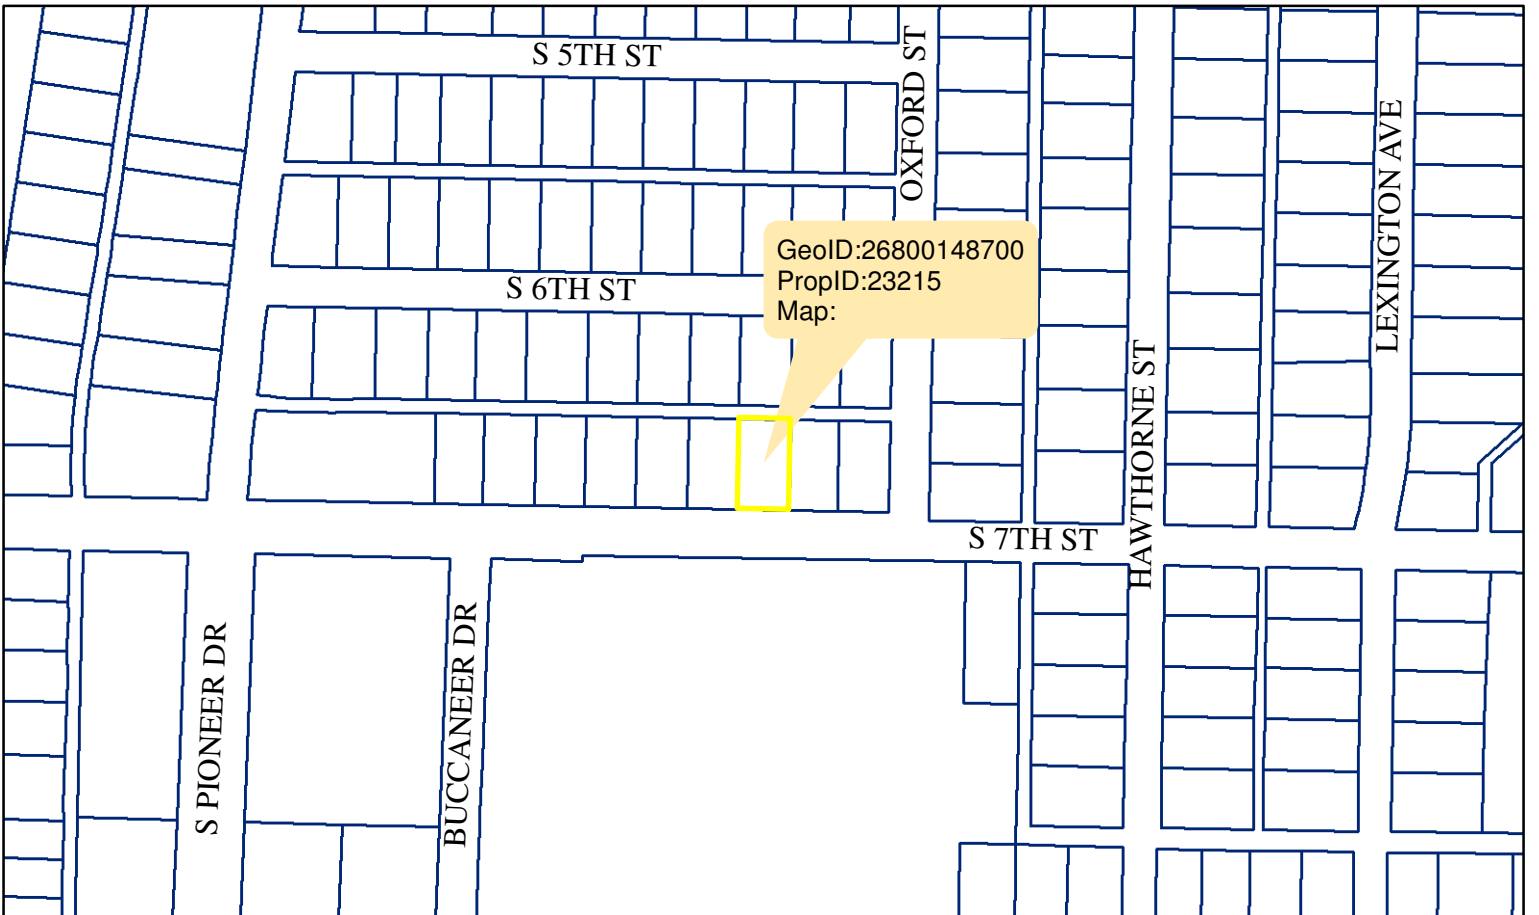 S 5TH ST
OXFORD ST
LEXINGTON AVE
GeoID:26800148700
PropID:23215
Map:
S 6TH ST
HAWTHORNE ST
S 7TH ST
S PIONEER DR
BUCCANEER DR